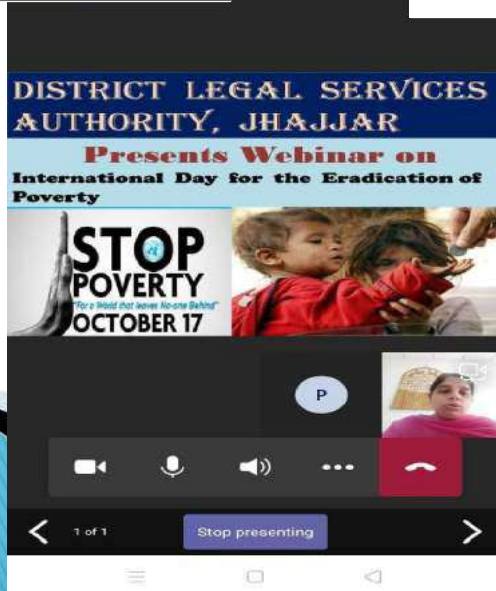 DISTRICT LEGAL SERVICES
AUTHORITY, JHAJJAR
Presents Webinar on
International Day for the Eradication of
Poverty
STOP
POVERTY
"For a World that leaves No-one Behind"
OCTOBER 17
P
1 of 1
Stop presenting